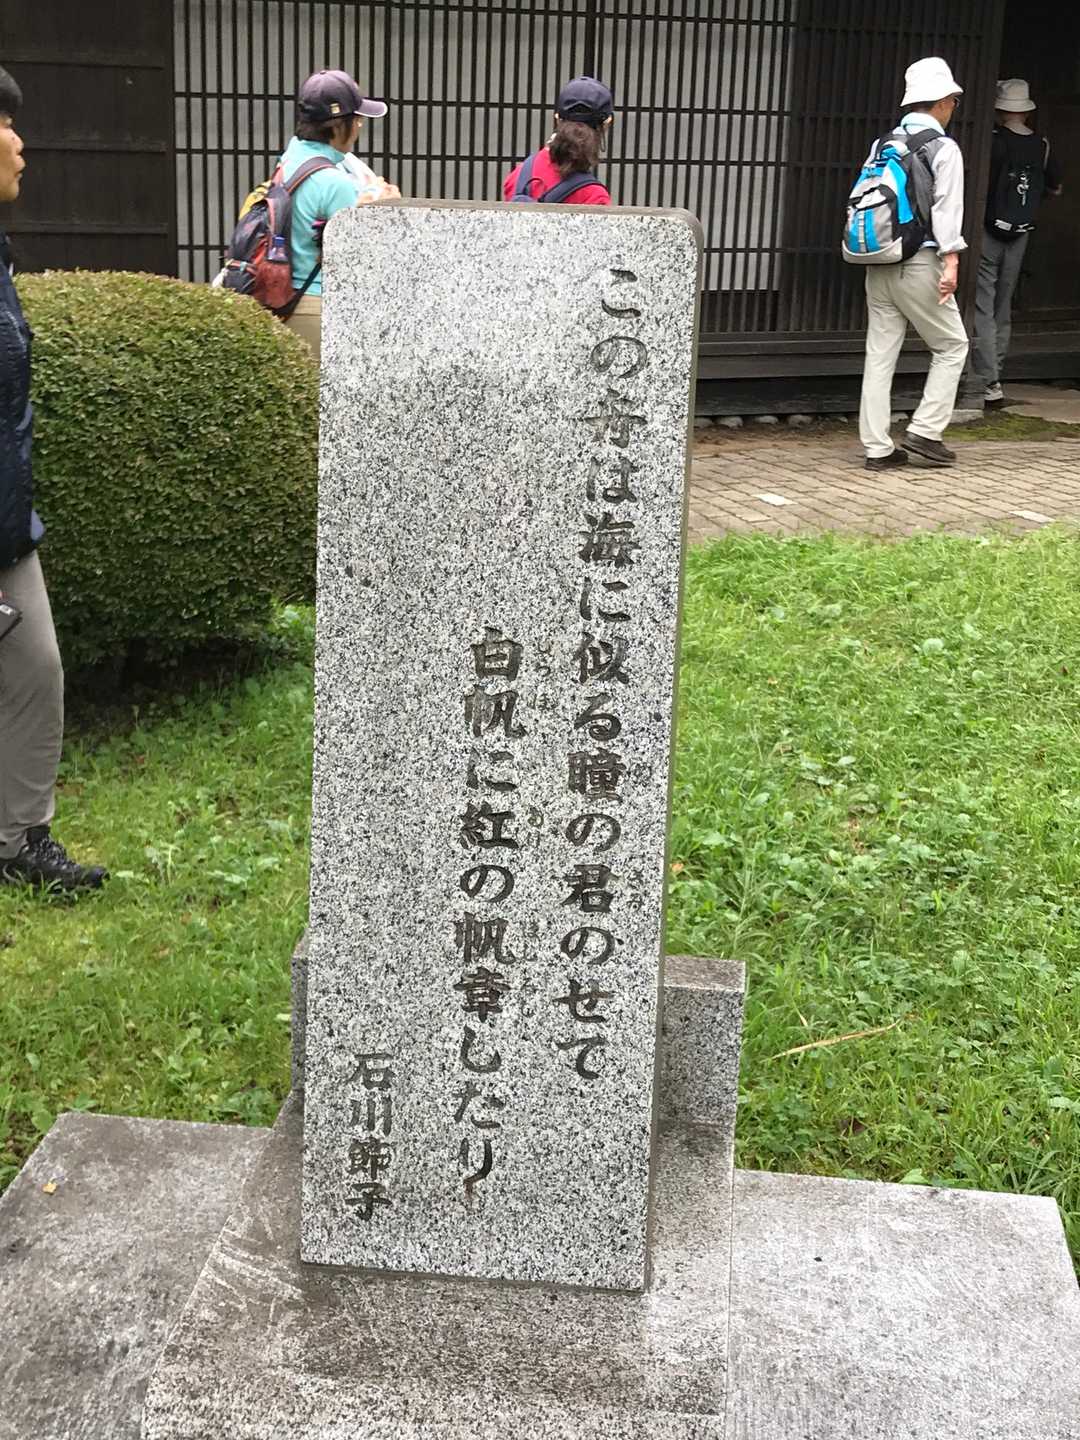 この舟は海に似る瞳の君のせて
白帆に紅の帆章したり
石川節子